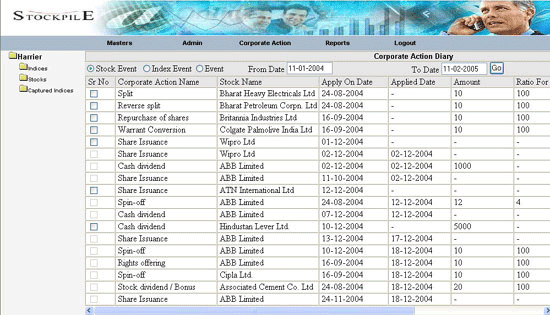 STOCKPILE
Masters Admin Corporate Action Reports Logout
Harrier
Indices
Stocks
Captured Indices
Corporate Action Diary
Stock Event Index Event Event From Date 11-01-2004 To Date 11-02-2005 Go
Sr No Corporate Action Name Stock Name Apply On Date Applied Date Amount Ratio For
Split Bharat Heavy Electricals Ltd 24-08-2004 - 10 100
Reverse split Bharat Petroleum Corpn. Ltd 24-08-2004 - 10 100
Repurchase of shares Britannia Industries Ltd 16-09-2004 - 10 100
Warrant Conversion Colgate Palmolive India Ltd 16-09-2004 - 10 100
Share Issuance Wipro Ltd 01-12-2004 - - -
Share Issuance Wipro Ltd 02-12-2004 02-12-2004 - -
Cash dividend ABB Limited 02-12-2004 02-12-2004 1000 -
Share Issuance ABB Limited 11-10-2004 02-12-2004 - -
Share Issuance ATN International Ltd 12-12-2004 - - -
Spin-off ABB Limited 24-08-2004 12-12-2004 12 4
Cash dividend ABB Limited 07-12-2004 12-12-2004 - -
Cash dividend Hindustan Lever Ltd. 10-12-2004 - 5000 -
Share Issuance ABB Limited 13-12-2004 17-12-2004 - -
Spin-off ABB Limited 10-12-2004 18-12-2004 10 100
Rights offering ABB Limited 16-09-2004 18-12-2004 10 100
Spin-off Cipla Ltd. 16-09-2004 18-12-2004 10 100
Stock dividend / Bonus Associated Cement Co. Ltd 24-08-2004 18-12-2004 20 100
Share Issuance ABB Limited 24-11-2004 18-12-2004 - -